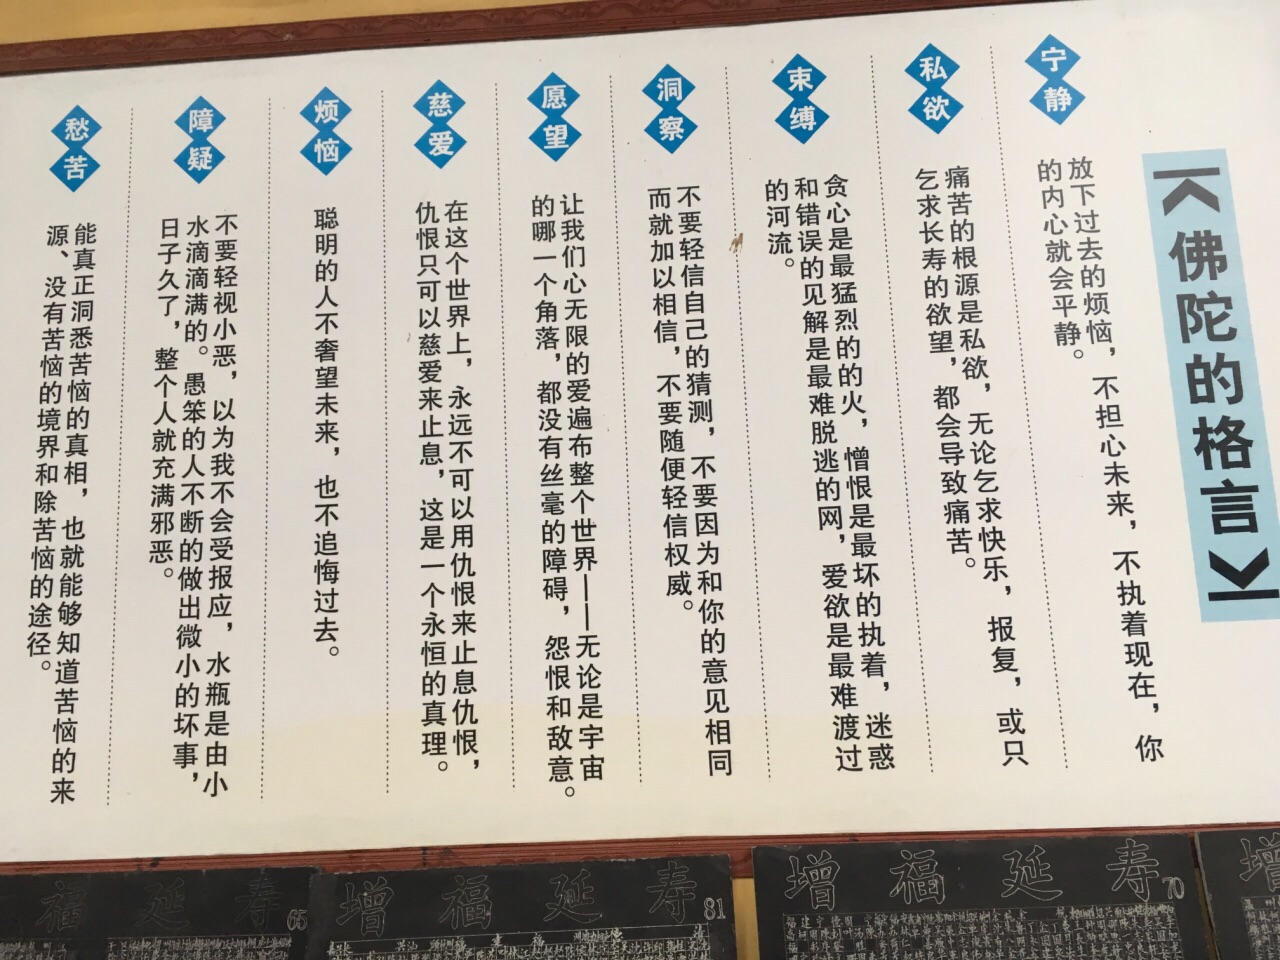 《佛陀的格言》
宁静
放下过去的烦恼，不担心未来，不执着现在，你
的内心就会平静。
私欲
痛苦的根源是私欲，无论乞求快乐，报复，或只
乞求长寿的欲望，都会导致痛苦。
束缚
贪心是最猛烈的的火，憎恨是最坏的执着，迷惑
和错误的见解是最难脱逃的网，爱欲是最难渡过
的河流。
洞察
不要轻信自己的猜测，不要因为和你的意见相同
而就加以相信，不要随便轻信权威。
愿望
让我们心无限的爱遍布整个世界——无论是宇宙
的哪一个角落，都没有丝毫的障碍，怨恨和敌意。
慈爱
在这个世界上，永远不可以用仇恨来止息仇恨，
仇恨只可以慈爱来止息，这是一个永恒的真理。
烦恼
聪明的人不奢望未来，也不追悔过去。
障疑
不要轻视小恶，以为我不会受报应，水瓶是由小
水滴滴满的。愚笨的人不断的做出微小的坏事，
日子久了，整个人就充满邪恶。
愁苦
能真正洞悉苦恼的真相，也就能够知道苦恼的来
源、没有苦恼的境界和除苦恼的途径。
福延寿
65
增福延寿
81
增福延寿
70
增